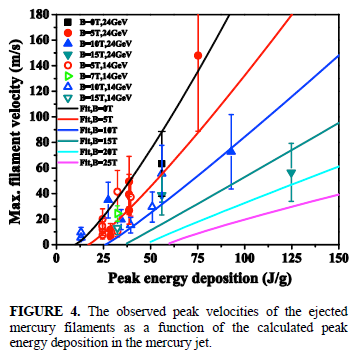 Max. filament velocity (m/s)
180
160
140
120
100
80
60
40
20
0
B=0T,24GeV
B=5T,24GeV
B=10T,24GeV
B=15T,24GeV
B=5T,14GeV
B=7T,14GeV
B=10T,14GeV
B=15T,14GeV
Fit,B=0T
Fit,B=5T
Fit,B=10T
Fit,B=15T
Fit,B=20T
Fit,B=25T
0 25 50 75 100 125 150
Peak energy deposition (J/g)
FIGURE 4. The observed peak velocities of the ejected
mercury filaments as a function of the calculated peak
energy deposition in the mercury jet.